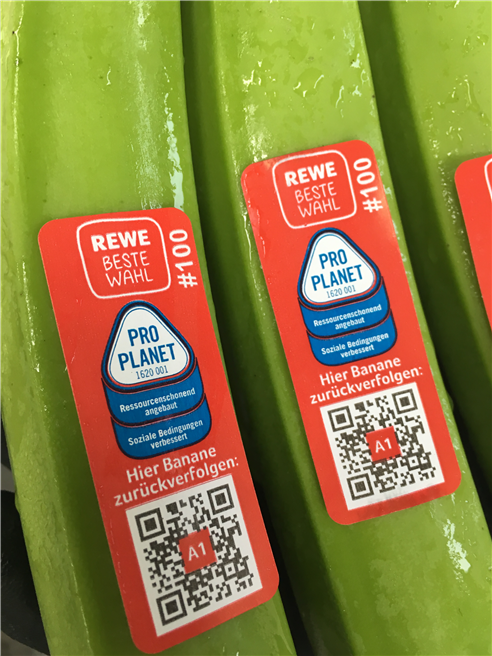 REWE
BESTE
WAHL
#100
PRO
PLANET
1620 001
Ressourcenschonend
angebaut
Soziale Bedingungen
verbessert
Hier Banane
zurückverfolgen:
A1
REWE
BESTE
WAHL
#100
PRO
PLANET
1620 001
Ressourcenschonend
angebaut
Soziale Bedingungen
verbessert
Hier Banane
zurückverfolgen:
A1